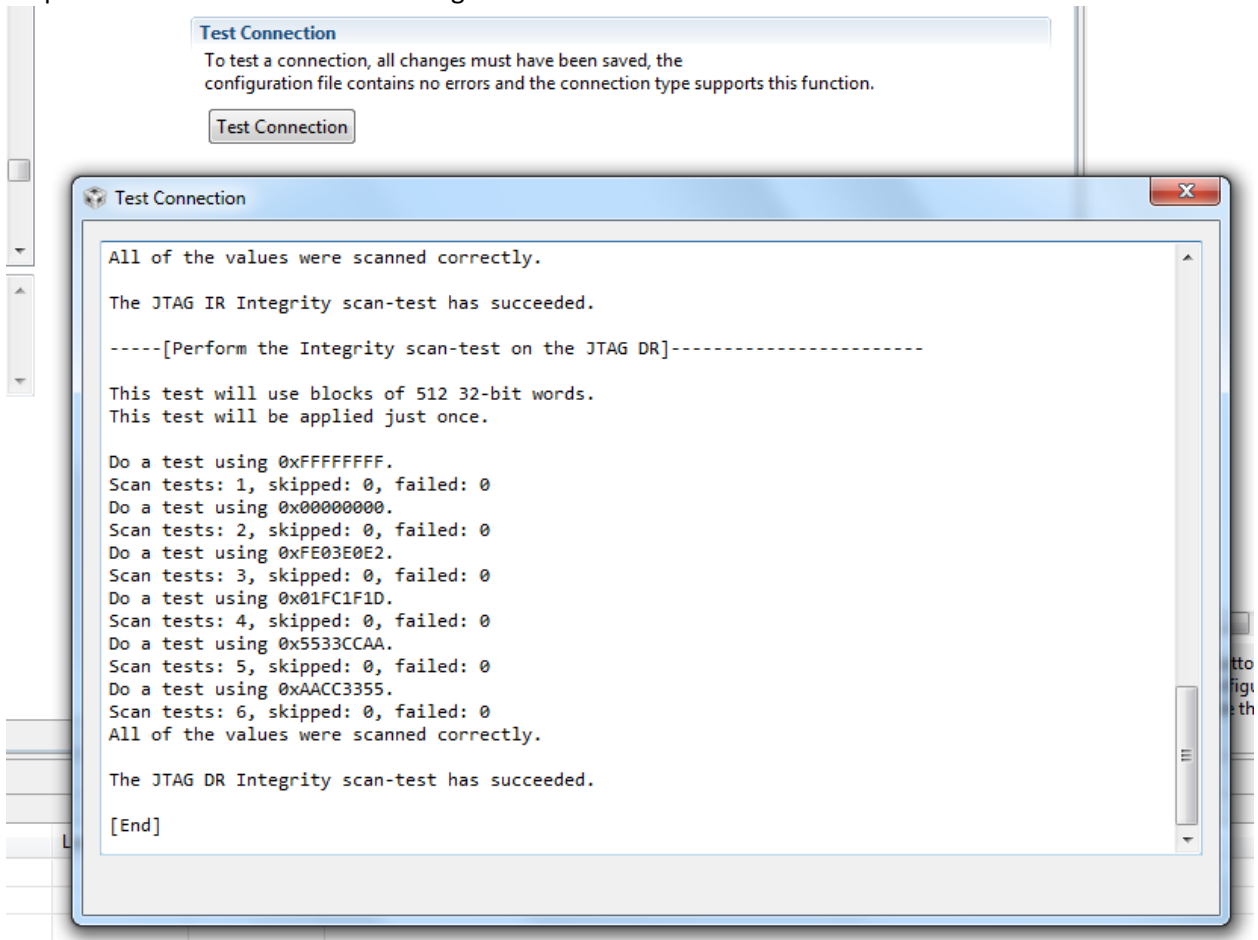 Test Connection
To test a connection, all changes must have been saved, the
configuration file contains no errors and the connection type supports this function.
Test Connection
Test Connection
All of the values were scanned correctly.
The JTAG IR Integrity scan-test has succeeded.
-----[Perform the Integrity scan-test on the JTAG DR]------------------------
This test will use blocks of 512 32-bit words.
This test will be applied just once.
Do a test using 0xFFFFFFFF.
Scan tests: 1, skipped: 0, failed: 0
Do a test using 0x00000000.
Scan tests: 2, skipped: 0, failed: 0
Do a test using 0xFE03E0E2.
Scan tests: 3, skipped: 0, failed: 0
Do a test using 0x01FC1F1D.
Scan tests: 4, skipped: 0, failed: 0
Do a test using 0x5533CCAA.
Scan tests: 5, skipped: 0, failed: 0
Do a test using 0xAACC3355.
Scan tests: 6, skipped: 0, failed: 0
All of the values were scanned correctly.
The JTAG DR Integrity scan-test has succeeded.
[End]